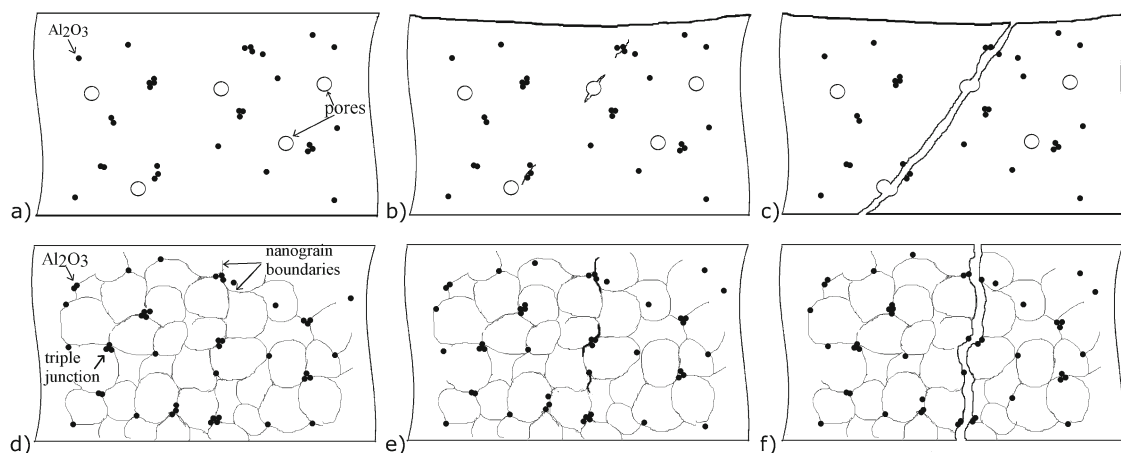 Al2O3
pores
a)
b)
c)
Al2O3
nanograin
boundaries
triple
junction
d)
e)
f)